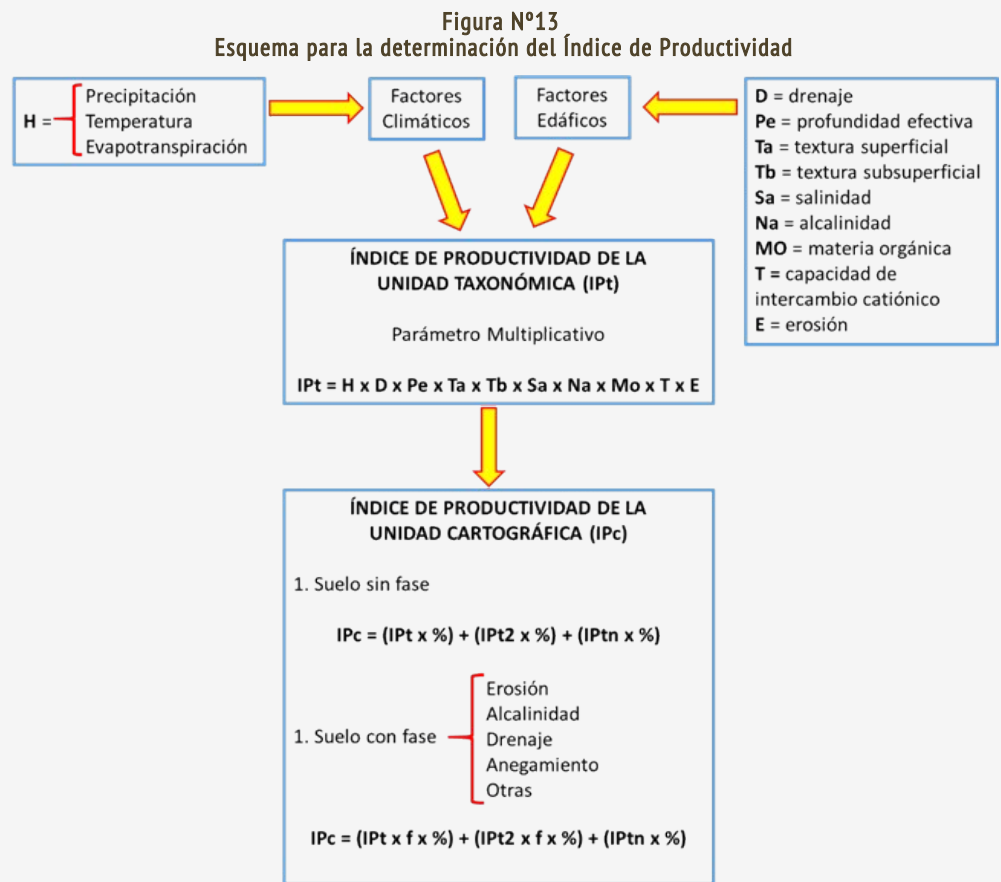 Figura Nº13
Esquema para la determinación del Índice de Productividad
H =
Precipitación
Temperatura
Evapotranspiración
Factores
Climáticos
Factores
Edáficos
D = drenaje
Pe = profundidad efectiva
Ta = textura superficial
Tb = textura subsuperficial
Sa = salinidad
Na = alcalinidad
MO = materia orgánica
T = capacidad de
intercambio catiónico
E = erosión
ÍNDICE DE PRODUCTIVIDAD DE LA
UNIDAD TAXONÓMICA (IPt)
Parámetro Multiplicativo
IPt = H x D x Pe x Ta x Tb x Sa x Na x Mo x T x E
ÍNDICE DE PRODUCTIVIDAD DE LA
UNIDAD CARTOGRÁFICA (IPc)
1. Suelo sin fase
IPc = (IPt x %) + (IPt2 x %) + (IPtn x %)
1. Suelo con fase
Erosión
Alcalinidad
Drenaje
Anegamiento
Otras
IPc = (IPt x f x %) + (IPt2 x f x %) + (IPtn x %)